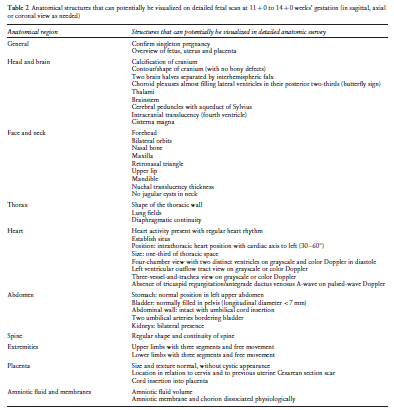 Table 2 Anatomical structures that can potentially be visualized on detailed fetal scan at 11 + 0 to 14 + 0 weeks' gestation (in sagittal, axial
or coronal view as needed)
Anatomical region Structures that can potentially be visualized in detailed anatomic survey
General Confirm singleton pregnancy
Overview of fetus, uterus and placenta
Head and brain Calcification of cranium
Contour/shape of cranium (with no bony defects)
Two brain halves separated by interhemispheric falx
Choroid plexuses almost filling lateral ventricles in their posterior two-thirds (butterfly sign)
Thalami
Brainstem
Cerebral peduncles with aqueduct of Sylvius
Intracranial translucency (fourth ventricle)
Cisterna magna
Face and neck Forehead
Bilateral orbits
Nasal bone
Maxilla
Retronasal triangle
Upper lip
Mandible
Nuchal translucency thickness
No jugular cysts in neck
Thorax Shape of the thoracic wall
Lung fields
Diaphragmatic continuity
Heart Heart activity present with regular heart rhythm
Establish situs
Position: intrathoracic heart position with cardiac axis to left (30–60°)
Size: one-third of thoracic space
Four-chamber view with two distinct ventricles on grayscale and color Doppler in diastole
Left ventricular outflow tract view on grayscale or color Doppler
Three-vessel-and-trachea view on grayscale or color Doppler
Absence of tricuspid regurgitation/antegrade ductus venosus A-wave on pulsed-wave Doppler
Abdomen Stomach: normal position in left upper abdomen
Bladder: normally filled in pelvis (longitudinal diameter < 7 mm)
Abdominal wall: intact with umbilical cord insertion
Two umbilical arteries bordering bladder
Kidneys: bilateral presence
Spine Regular shape and continuity of spine
Extremities Upper limbs with three segments and free movement
Lower limbs with three segments and free movement
Placenta Size and texture normal, without cystic appearance
Location in relation to cervix and to previous uterine Cesarean section scar
Cord insertion into placenta
Amniotic fluid and membranes Amniotic fluid volume
Amniotic membrane and chorion dissociated physiologically